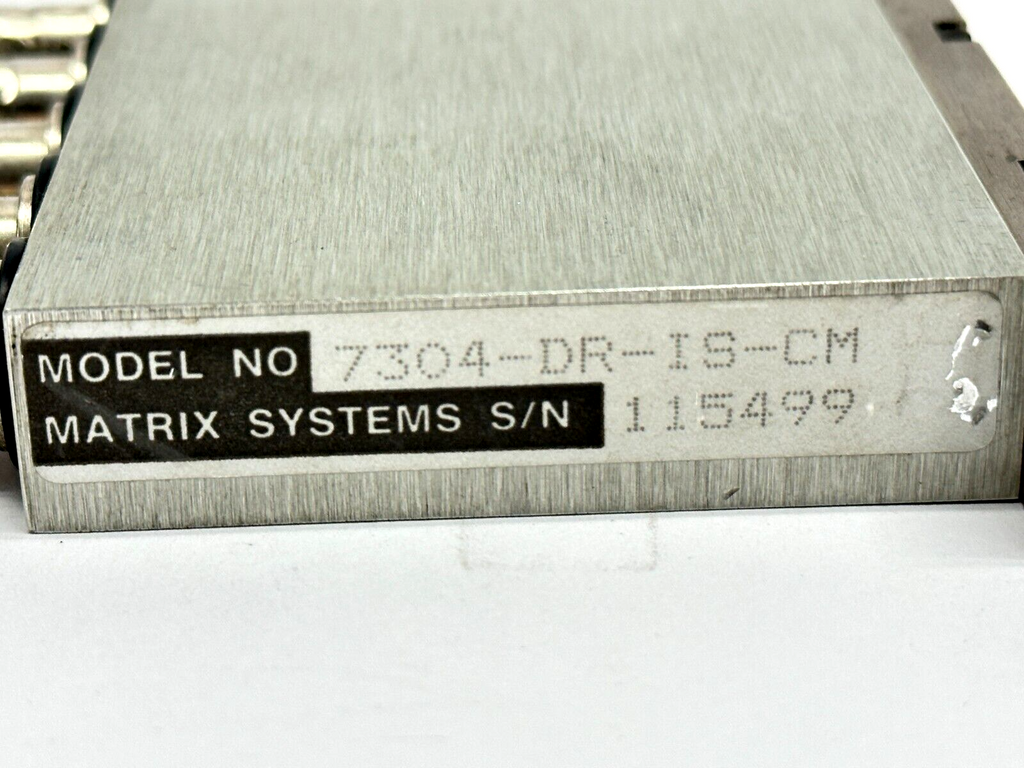 MODEL NO 7304-DR-IS-CM
MATRIX SYSTEMS S/N 115499